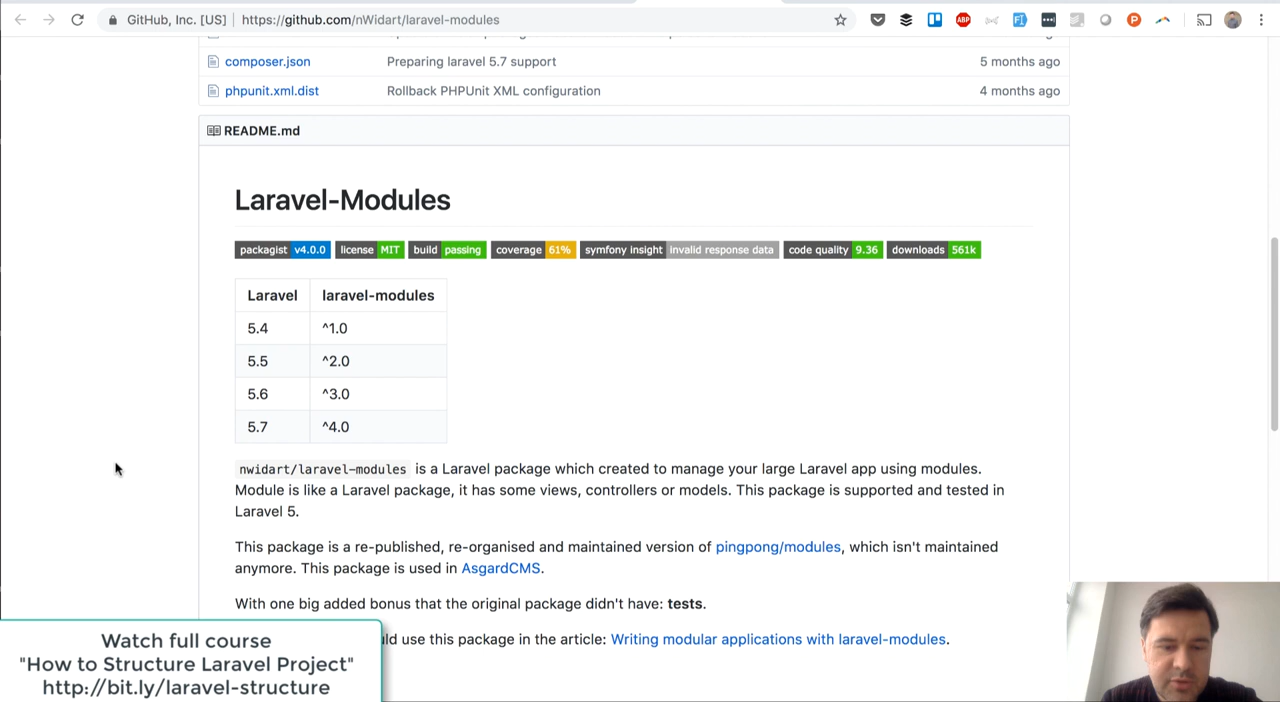 GitHub, Inc. [US] | https://github.com/nWidart/laravel-modules
composer.json Preparing laravel 5.7 support 5 months ago
phpunit.xml.dist Rollback PHPUnit XML configuration 4 months ago
README.md
Laravel-Modules
packagist v4.0.0 license MIT build passing coverage 61% symfony insight invalid response data code quality 9.36 downloads 561k
Laravel laravel-modules
5.4 ^1.0
5.5 ^2.0
5.6 ^3.0
5.7 ^4.0
nwidart/laravel-modules is a Laravel package which created to manage your large Laravel app using modules.
Module is like a Laravel package, it has some views, controllers or models. This package is supported and tested in
Laravel 5.
This package is a re-published, re-organised and maintained version of pingpong/modules, which isn't maintained
anymore. This package is used in AsgardCMS.
With one big added bonus that the original package didn't have: tests.
use this package in the article: Writing modular applications with laravel-modules.
Watch full course
"How to Structure Laravel Project"
http://bit.ly/laravel-structure